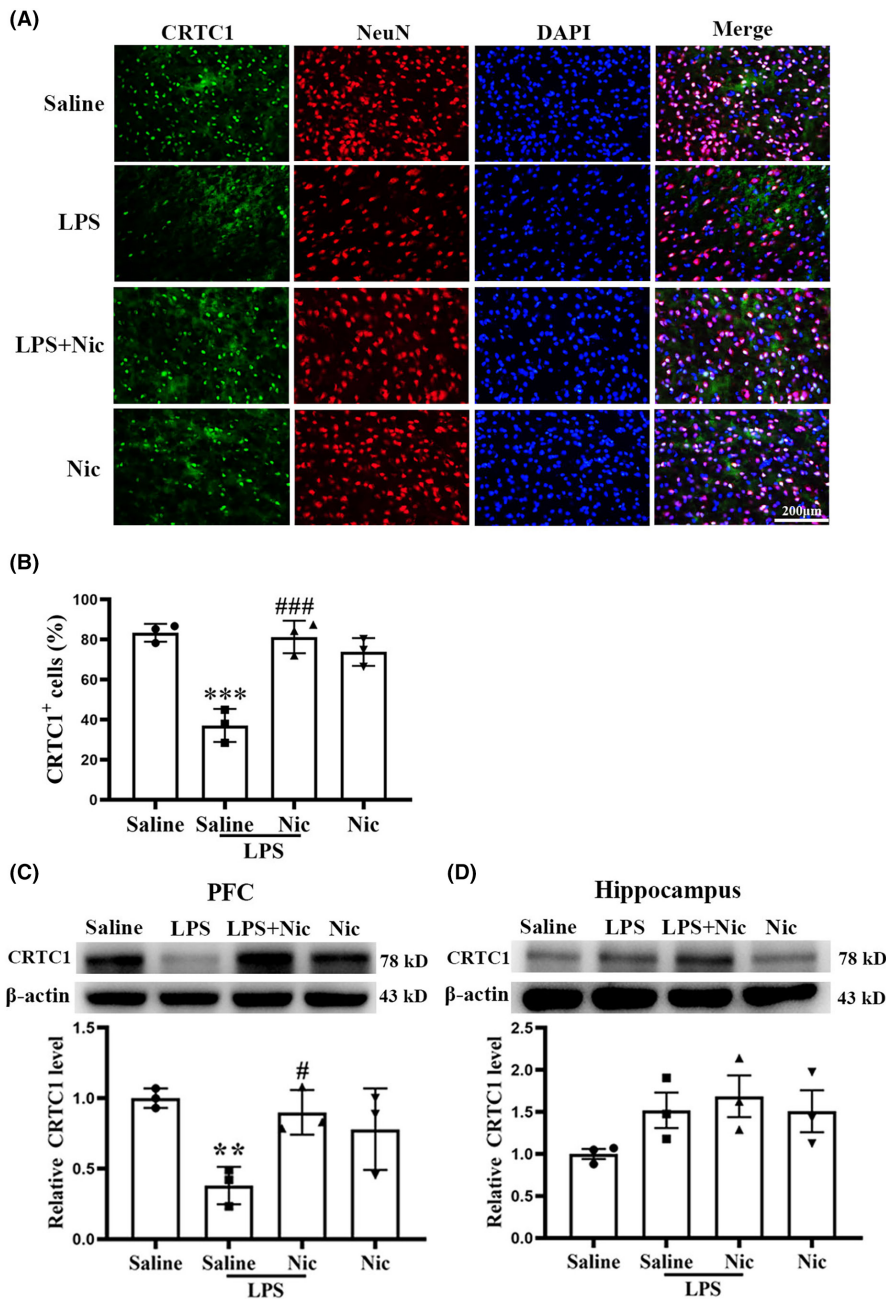 (A)
CRTC1 NeuN DAPI Merge
Saline
LPS
LPS+Nic
Nic
200μm
(B)
CRTC1+ cells (%)
100
80
60
40
20
0
***
###
Saline Saline Nic Nic
LPS
(C)
PFC
Saline LPS LPS+Nic Nic
CRTC1 78 kD
β-actin 43 kD
Relative CRTC1 level
1.5
1.0
0.5
0.0
**
#
Saline Saline Nic Nic
LPS
(D)
Hippocampus
Saline LPS LPS+Nic Nic
CRTC1 78 kD
β-actin 43 kD
Relative CRTC1 level
2.5
2.0
1.5
1.0
0.5
0.0
Saline Saline Nic Nic
LPS